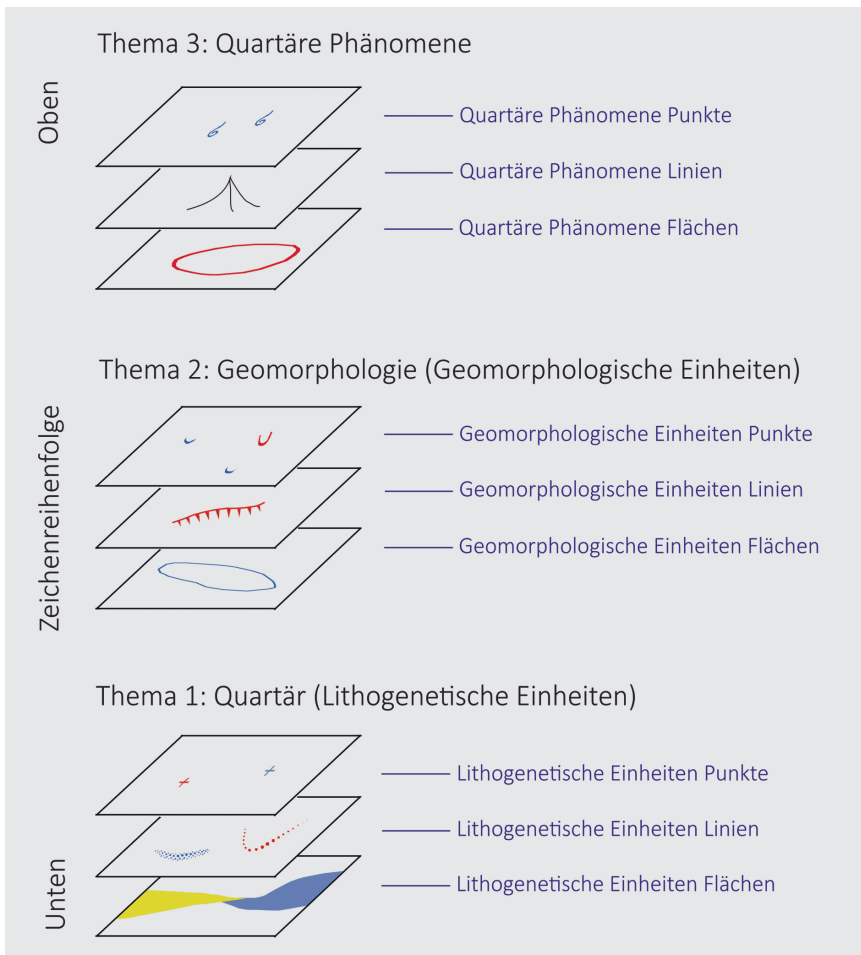 Thema 3: Quartäre Phänomene
Oben
Quartäre Phänomene Punkte
Quartäre Phänomene Linien
Quartäre Phänomene Flächen
Thema 2: Geomorphologie (Geomorphologische Einheiten)
Zeichenreihenfolge
Geomorphologische Einheiten Punkte
Geomorphologische Einheiten Linien
Geomorphologische Einheiten Flächen
Thema 1: Quartär (Lithogenetische Einheiten)
Lithogenetische Einheiten Punkte
Lithogenetische Einheiten Linien
Lithogenetische Einheiten Flächen
Unten